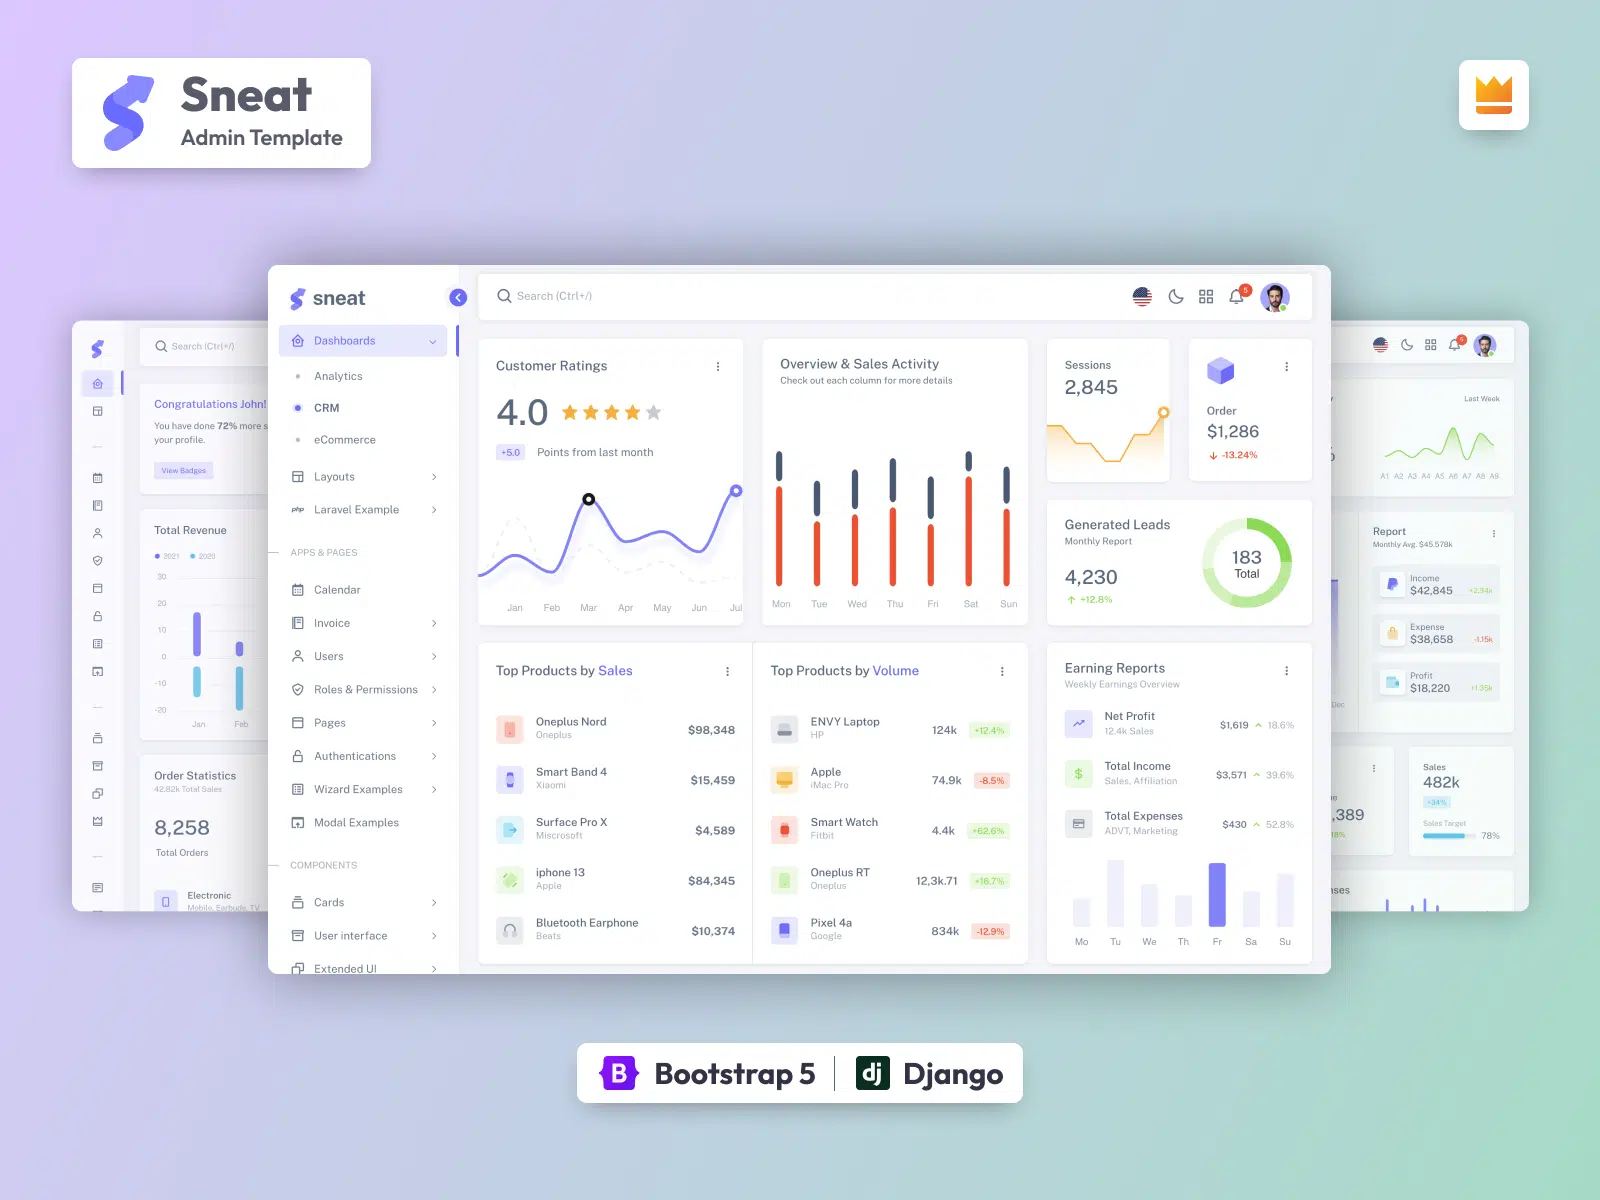 Sneat
Admin Template
sneat
Dashboards
Analytics
CRM
eCommerce
Layouts
php Laravel Example
APPS & PAGES
Calendar
Invoice
Users
Roles & Permissions
Pages
Authentications
Wizard Examples
Modal Examples
COMPONENTS
Cards
User interface
Extended UI
Search (Ctrl+/)
5
Customer Ratings
4.0
+5.0 Points from last month
Jan Feb Mar Apr May Jun Jul
Overview & Sales Activity
Check out each column for more details
Mon Tue Wed Thu Fri Sat Sun
Sessions
2,845
Order
$1,286
-13.24%
Generated Leads
Monthly Report
4,230
+12.8%
183
Total
Top Products by Sales
Oneplus Nord
Oneplus
$98,348
Smart Band 4
Xiaomi
$15,459
Surface Pro X
Miscrosoft
$4,589
iphone 13
Apple
$84,345
Bluetooth Earphone
Beats
$10,374
Top Products by Volume
ENVY Laptop
HP
124k +12.4%
Apple
iMac Pro
74.9k -8.5%
Smart Watch
Fitbit
4.4k +62.6%
Oneplus RT
Oneplus
12,3k.71 +16.7%
Pixel 4a
Google
834k -12.9%
Earning Reports
Weekly Earnings Overview
Net Profit
12.4k Sales
$1,619 18.6%
Total Income
Sales, Affiliation
$3,571 39.6%
Total Expenses
ADVT, Marketing
$430 52.8%
Mo Tu We Th Fr Sa Su
Search (Ctrl+/)
Congratulations John!
You have done 72% more s
your profile.
View Badges
Total Revenue
2021 2020
30
20
10
0
-10
-20
Jan Feb
Order Statistics
42.82k Total Sales
8,258
Total Orders
Electronic
Mobile, Earbuds, TV
Last Week
A1 A2 A3 A4 A5 A6 A7 A8 A9
Report
Monthly Avg. $45.578k
Income
$42,845 +2.34k
Expense
$38,658 -1.15k
Profit
$18,220 +1.35k
Dec
,389
18%
Sales
482k
+34%
Sales Target
78%
nses
B Bootstrap 5
dj Django